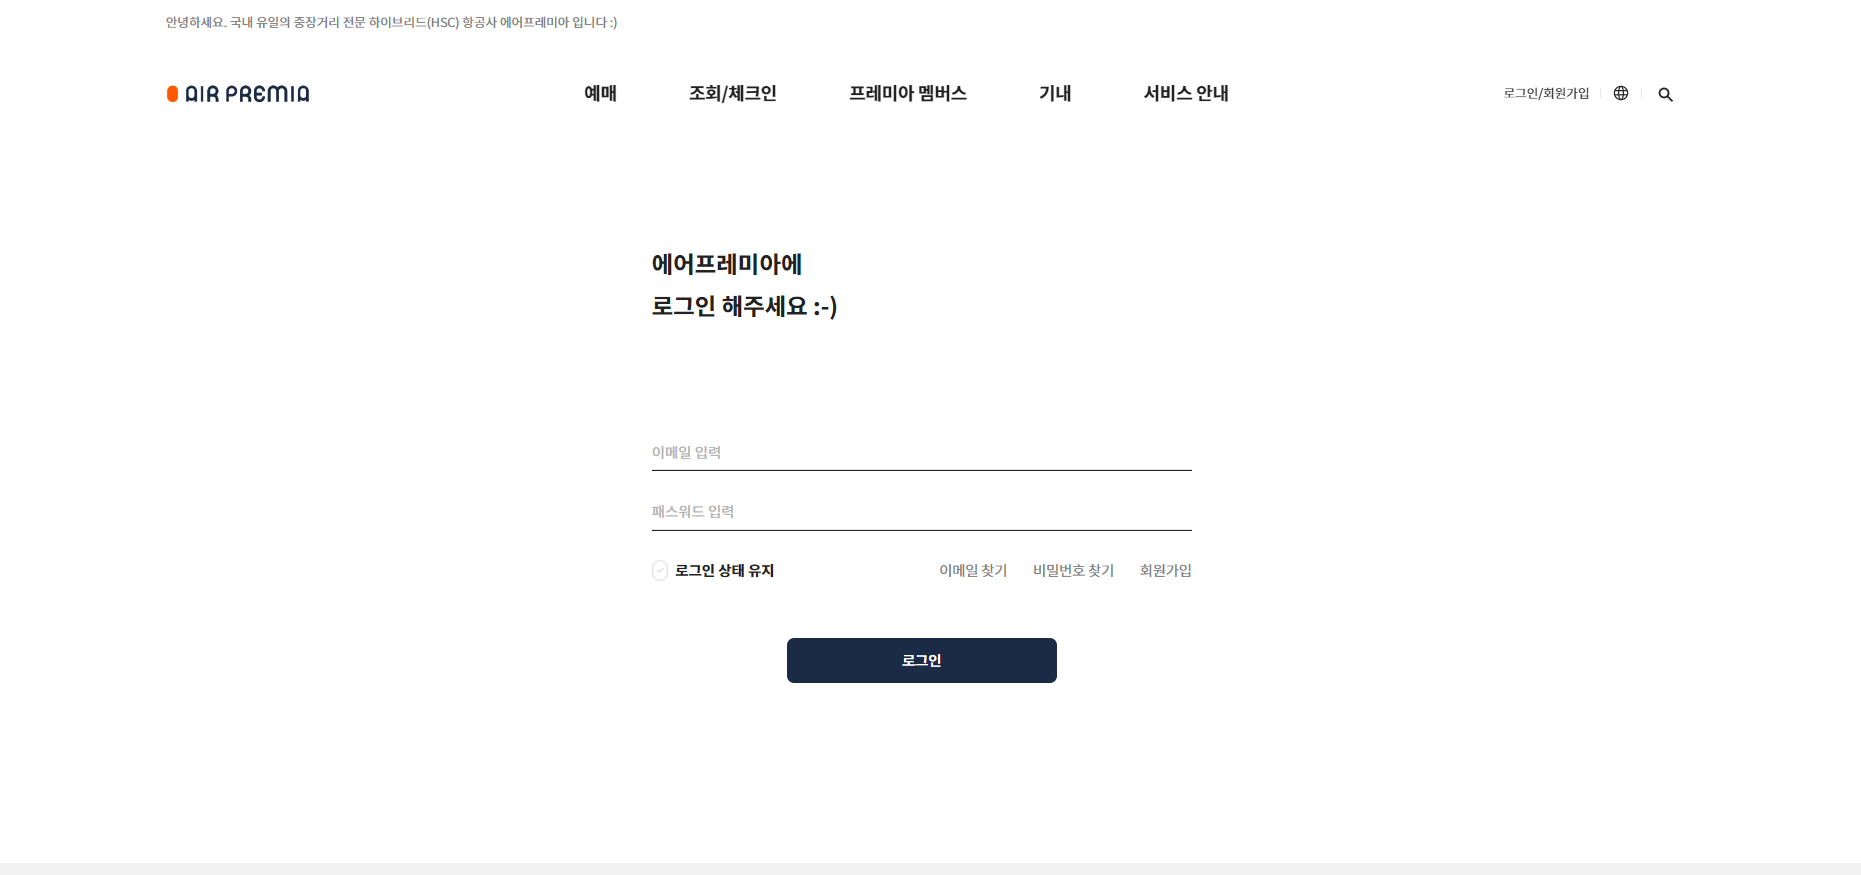 안녕하세요. 국내 유일의 중장거리 전문 하이브리드(HSC) 항공사 에어프레미아 입니다 :)
AIR PREMIA 예매 조회/체크인 프레미아 멤버스 기내 서비스 안내 로그인/회원가입
에어프레미아에
로그인 해주세요 :-)
이메일 입력
패스워드 입력
로그인 상태 유지 이메일 찾기 비밀번호 찾기 회원가입
로그인